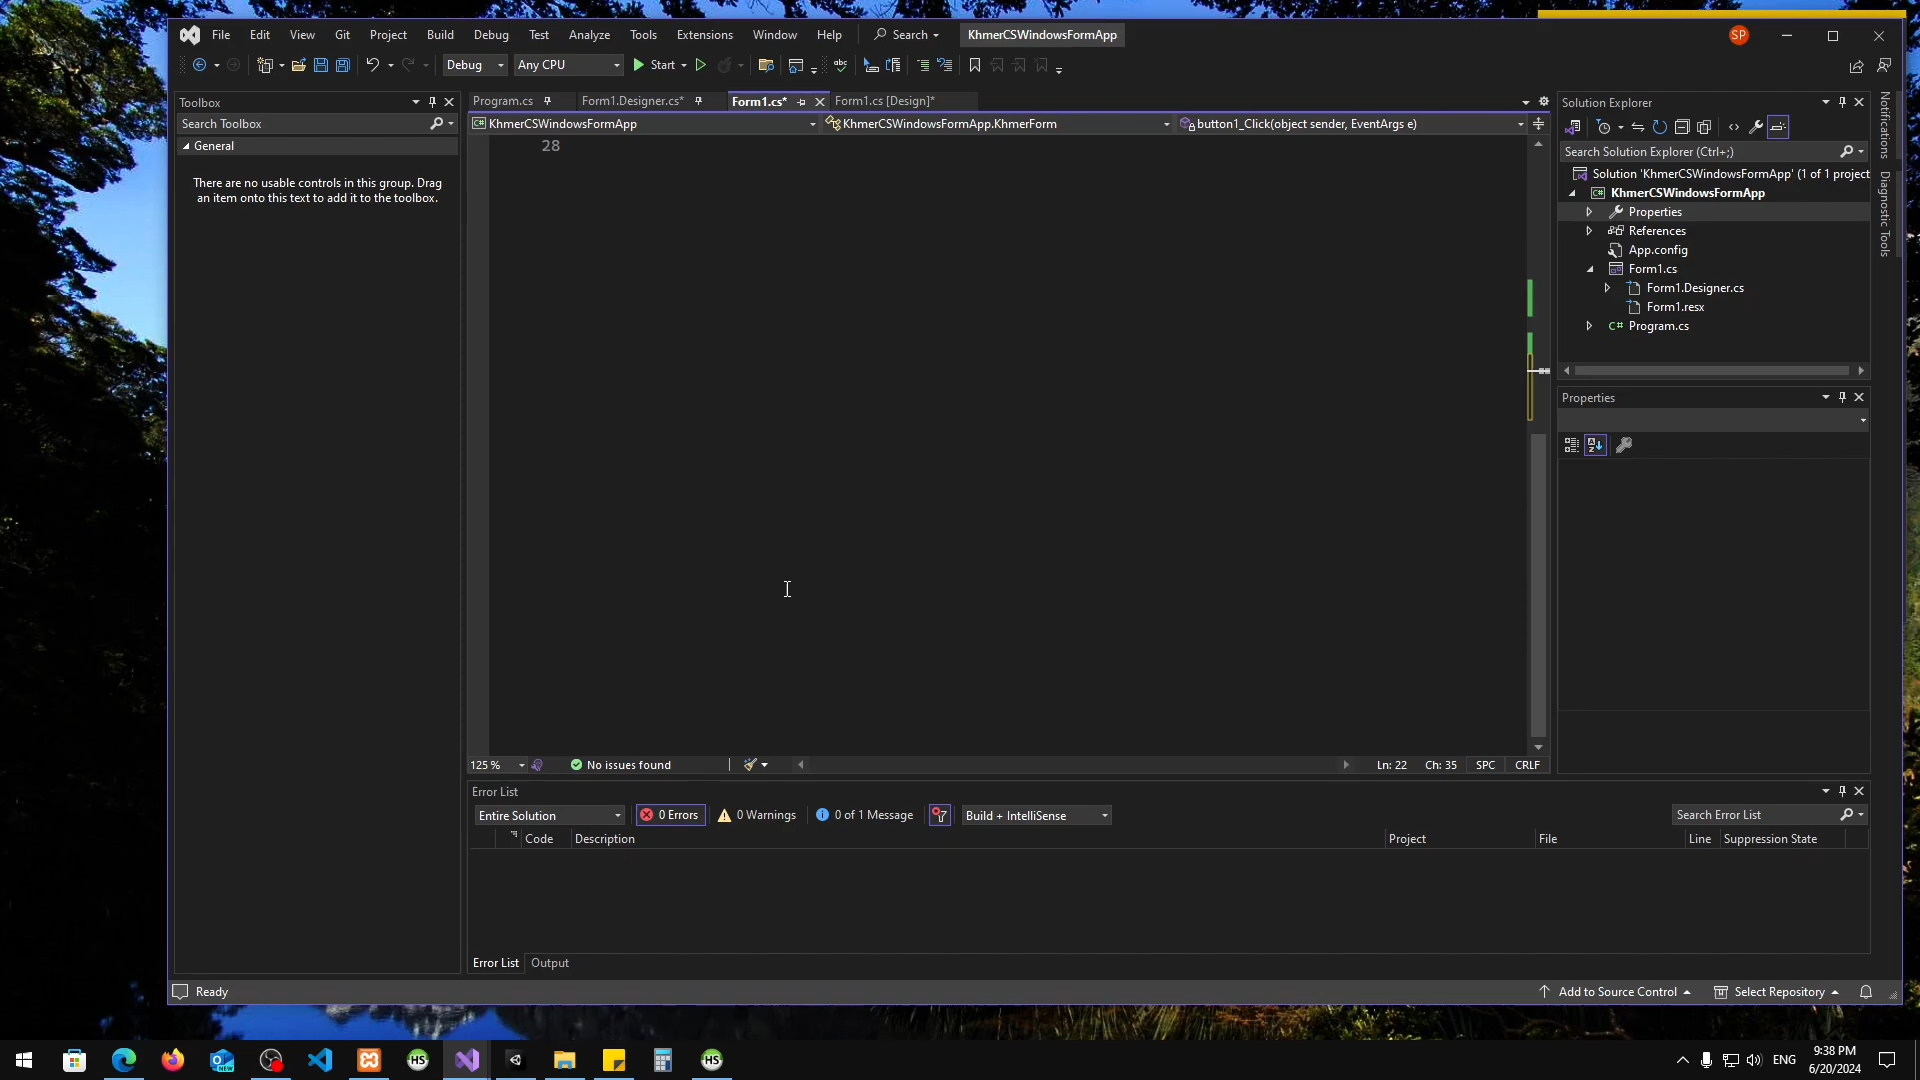 File Edit View Git Project Build Debug Test Analyze Tools Extensions Window Help Search KhmerCSWindowsFormApp SP
Debug Any CPU Start
Toolbox
Search Toolbox
General
There are no usable controls in this group. Drag
an item onto this text to add it to the toolbox.
Program.cs Form1.Designer.cs* Form1.cs* Form1.cs [Design]*
KhmerCSWindowsFormApp KhmerCSWindowsFormApp.KhmerForm button1_Click(object sender, EventArgs e)
28
125 % No issues found Ln: 22 Ch: 35 SPC CRLF
Solution Explorer
Search Solution Explorer (Ctrl+;)
Solution 'KhmerCSWindowsFormApp' (1 of 1 project
KhmerCSWindowsFormApp
Properties
References
App.config
Form1.cs
Form1.Designer.cs
Form1.resx
Program.cs
Properties
Notifications
Diagnostic Tools
Error List
Entire Solution 0 Errors 0 Warnings 0 of 1 Message Build + IntelliSense Search Error List
Code Description Project File Line Suppression State
Error List Output
Ready Add to Source Control Select Repository
ENG 9:38 PM
6/20/2024